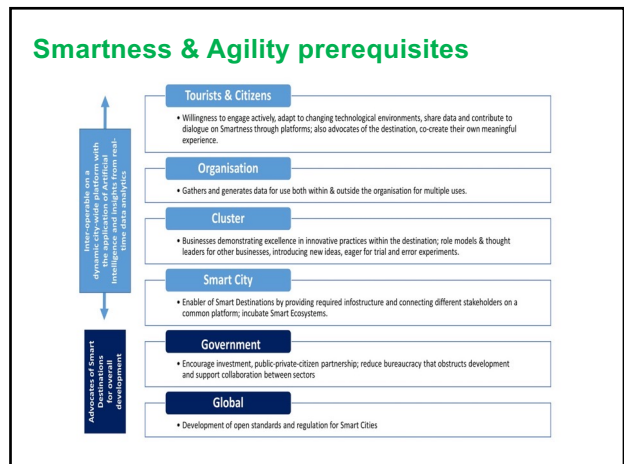 Smartness & Agility prerequisites
Tourists & Citizens
• Willingness to engage actively, adapt to changing technological environments, share data and contribute to
dialogue on Smartness through platforms; also advocates of the destination, co-create their own meaningful
experience.
Organisation
• Gathers and generates data for use both within & outside the organisation for multiple uses.
Cluster
• Businesses demonstrating excellence in innovative practices within the destination; role models & thought
leaders for other businesses, introducing new ideas, eager for trial and error experiments.
Smart City
• Enabler of Smart Destinations by providing required infostructure and connecting different stakeholders on a
common platform; incubate Smart Ecosystems.
Government
• Encourage investment, public-private-citizen partnership; reduce bureaucracy that obstructs development
and support collaboration between sectors
Global
• Development of open standards and regulation for Smart Cities
Inter-operable on a
dynamic city-wide platform with
the application of Artificial
Intelligence and insights from real-
time data analytics
Advocates of Smart
Destinations
for overall
development